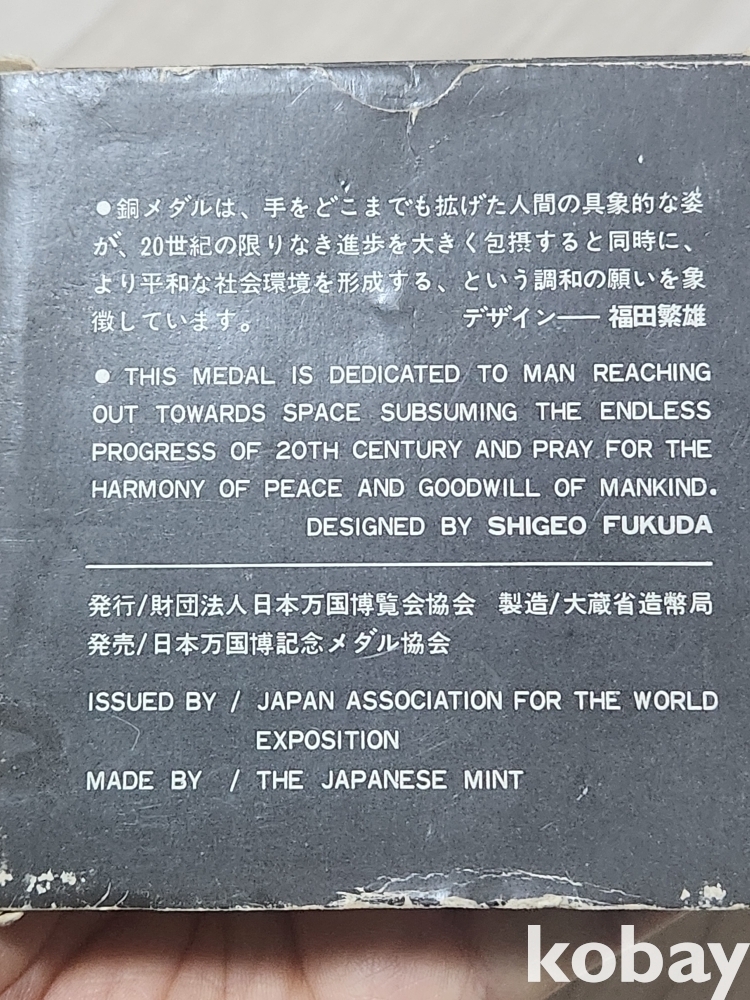 ●銅メダルは、手をどこまでも拡げた人間の具象的な姿
が、20世紀の限りなき進歩を大きく包摂すると同時に、
より平和な社会環境を形成する、という調和の願いを象
徴しています。 デザイン── 福田繁雄
● THIS MEDAL IS DEDICATED TO MAN REACHING
OUT TOWARDS SPACE SUBSUMING THE ENDLESS
PROGRESS OF 20TH CENTURY AND PRAY FOR THE
HARMONY OF PEACE AND GOODWILL OF MANKIND.
DESIGNED BY SHIGEO FUKUDA
発行/財団法人日本万国博覧会協会 製造/大蔵省造幣局
発売/日本万国博記念メダル協会
ISSUED BY / JAPAN ASSOCIATION FOR THE WORLD
EXPOSITION
MADE BY / THE JAPANESE MINT
kobay